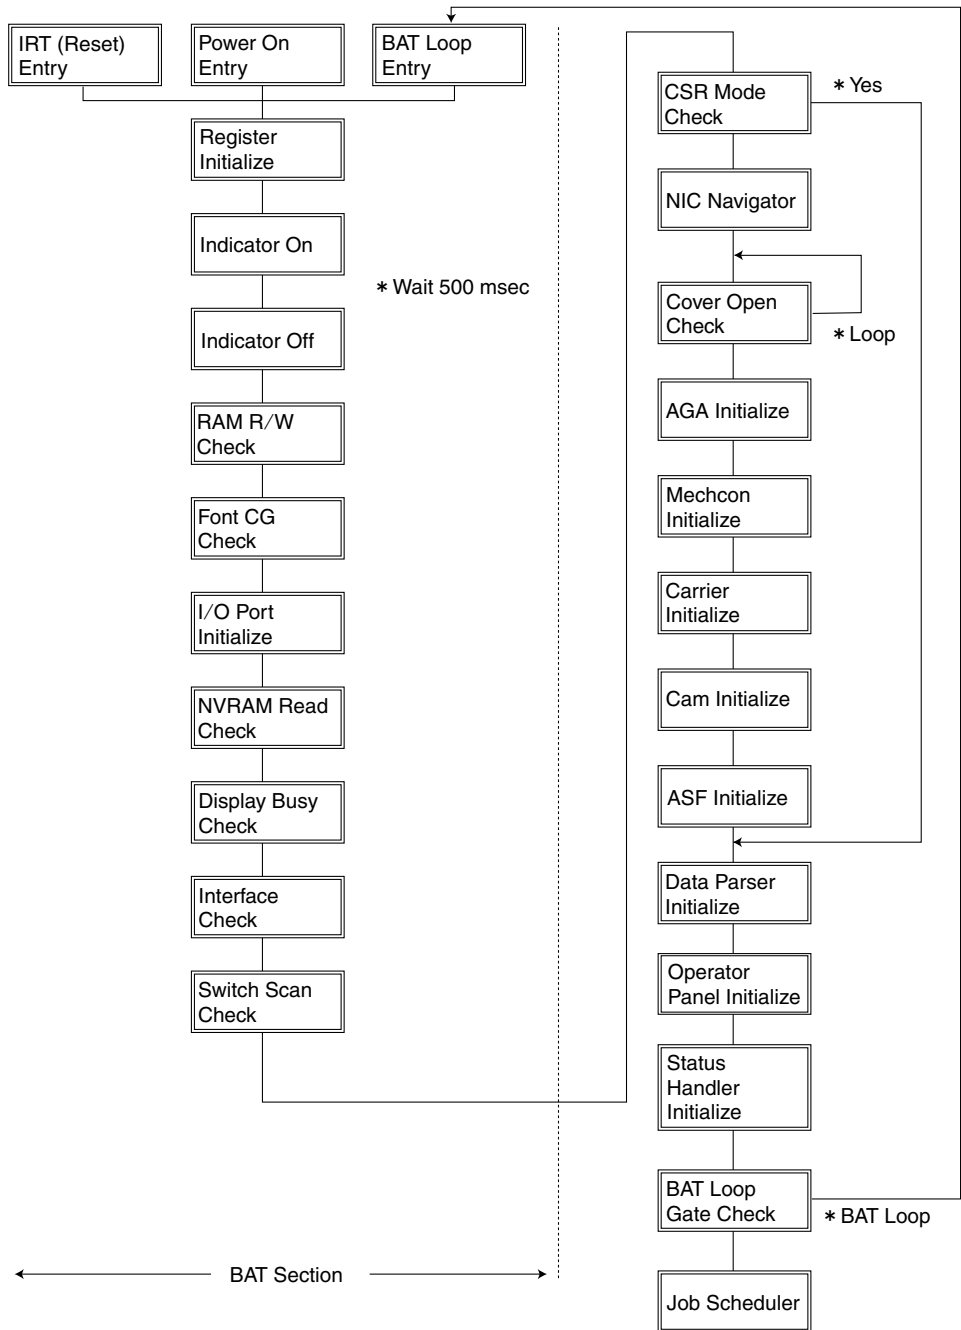 IRT (Reset)
Entry
Power On
Entry
BAT Loop
Entry
Register
Initialize
Indicator On
* Wait 500 msec
Indicator Off
RAM R/W
Check
Font CG
Check
I/O Port
Initialize
NVRAM Read
Check
Display Busy
Check
Interface
Check
Switch Scan
Check
BAT Section
CSR Mode
Check
* Yes
NIC Navigator
Cover Open
Check
* Loop
AGA Initialize
Mechcon
Initialize
Carrier
Initialize
Cam Initialize
ASF Initialize
Data Parser
Initialize
Operator
Panel Initialize
Status
Handler
Initialize
BAT Loop
Gate Check
* BAT Loop
Job Scheduler